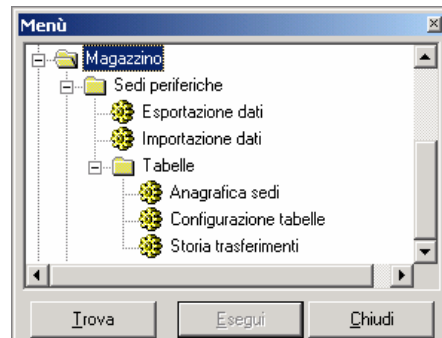 Menù
Magazzino
Sedi periferiche
Esportazione dati
Importazione dati
Tabelle
Anagrafica sedi
Configurazione tabelle
Storia trasferimenti
Trova Esegui Chiudi